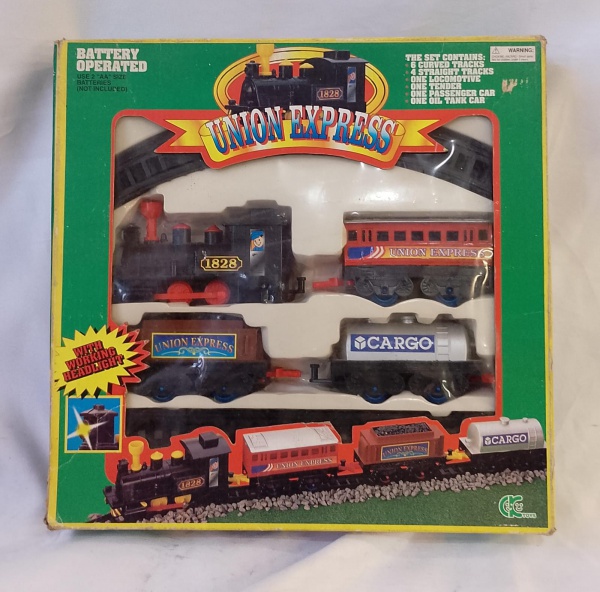 BATTERY
OPERATED
USE 2 "AA" SIZE
BATTERIES
(NOT INCLUDED).
THE SET CONTAINS:
* 6 CURVED TRACKS
* 4 STRAIGHT TRACKS
* ONE LOCOMOTIVE
* ONE TENDER
* ONE PASSENGER CAR
* ONE OIL TANK CAR
WARNING:
1828
UNION EXPRESS
1828
UNION EXPRESS
UNION EXPRESS
CARGO
WITH
WORKING
HEADLIGHT
1828
UNION EXPRESS
UNION EXPRESS
CARGO
CK
TOYS